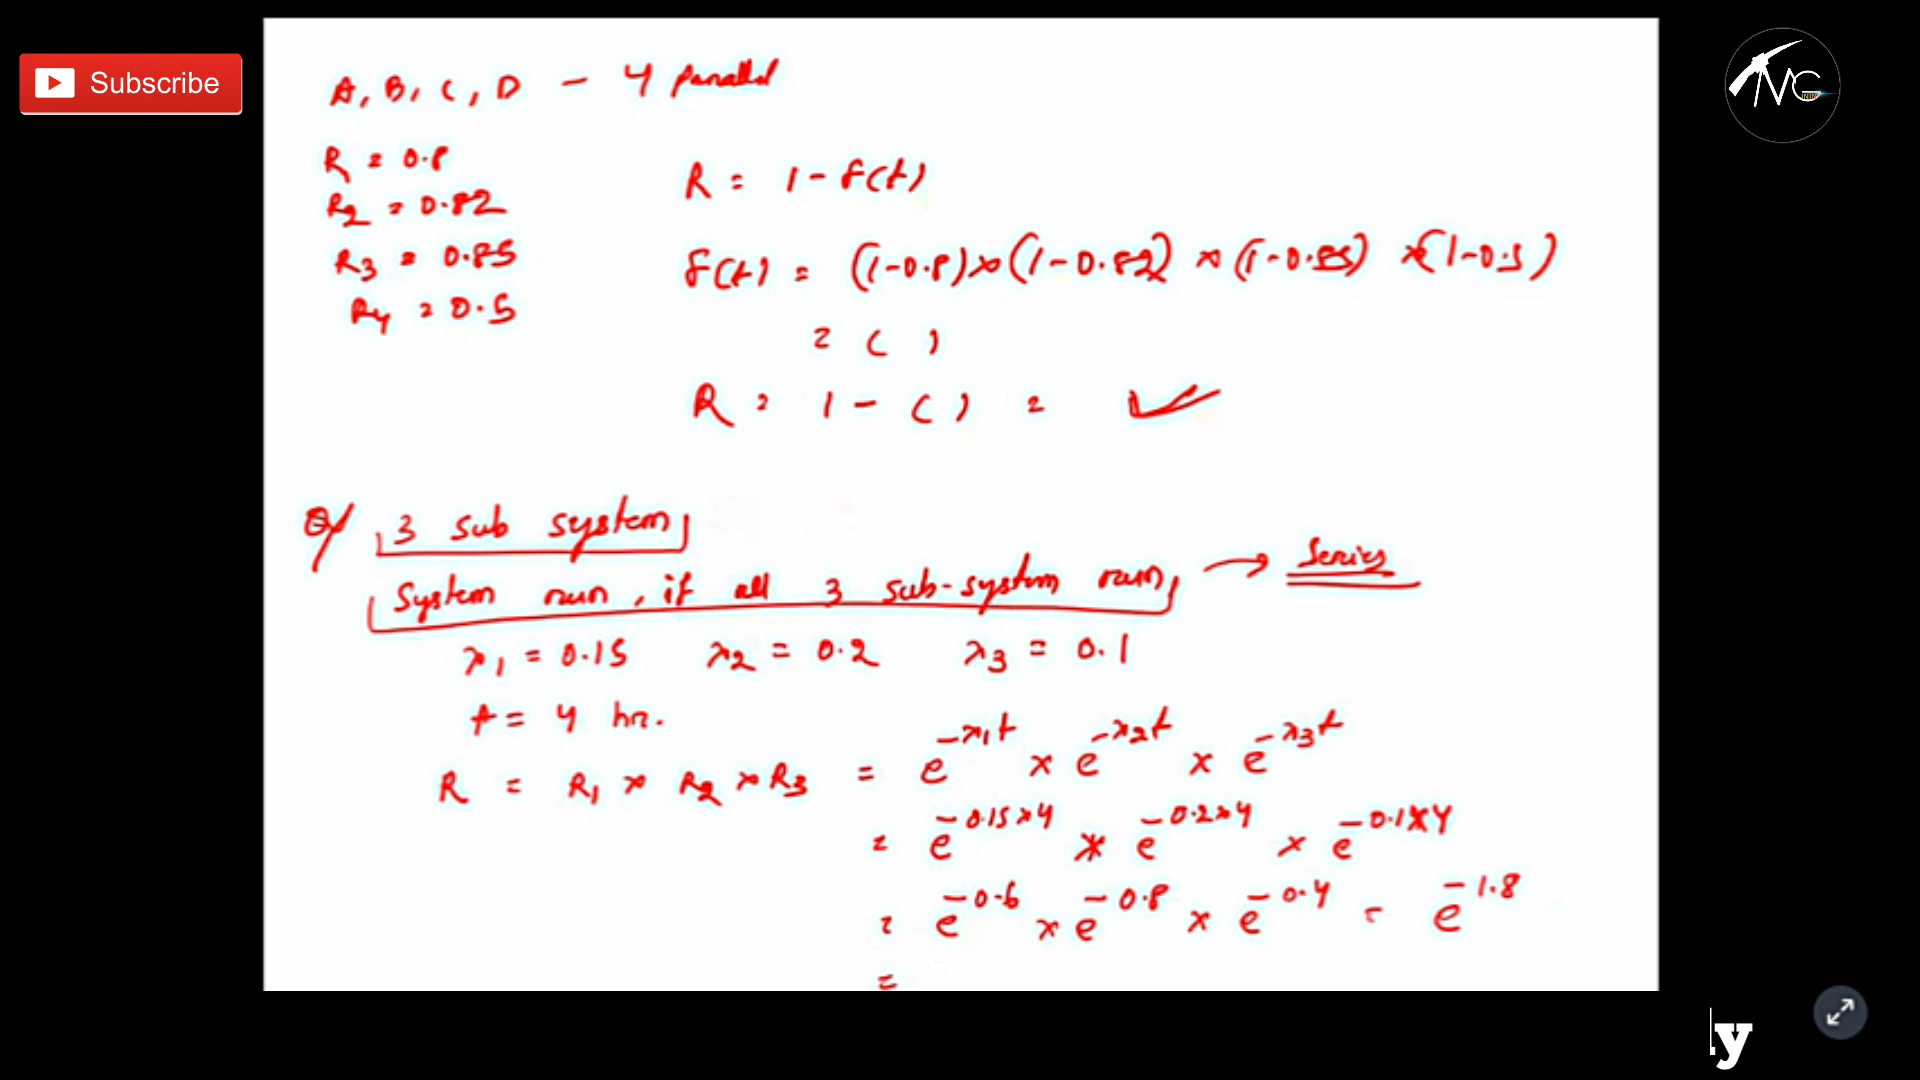 Subscribe
A, B, C, D - 4 parallel
R = 0.8
R2 = 0.82
R3 = 0.85
R4 = 0.5
R = 1 - F(t)
F(t) = (1-0.8)×(1-0.82) × (1-0.85) ×(1-0.5)
= ( )
R = 1 - ( ) = ✓
Q/ 3 sub system
System run, if all 3 sub-system run → Series
λ1 = 0.15 λ2 = 0.2 λ3 = 0.1
t = 4 hr.
R = R1 × R2 × R3 = e^-λ1t × e^-λ2t × e^-λ3t
= e^-0.15×4 × e^-0.2×4 × e^-0.1×4
= e^-0.6 × e^-0.8 × e^-0.4 = e^-1.8
=